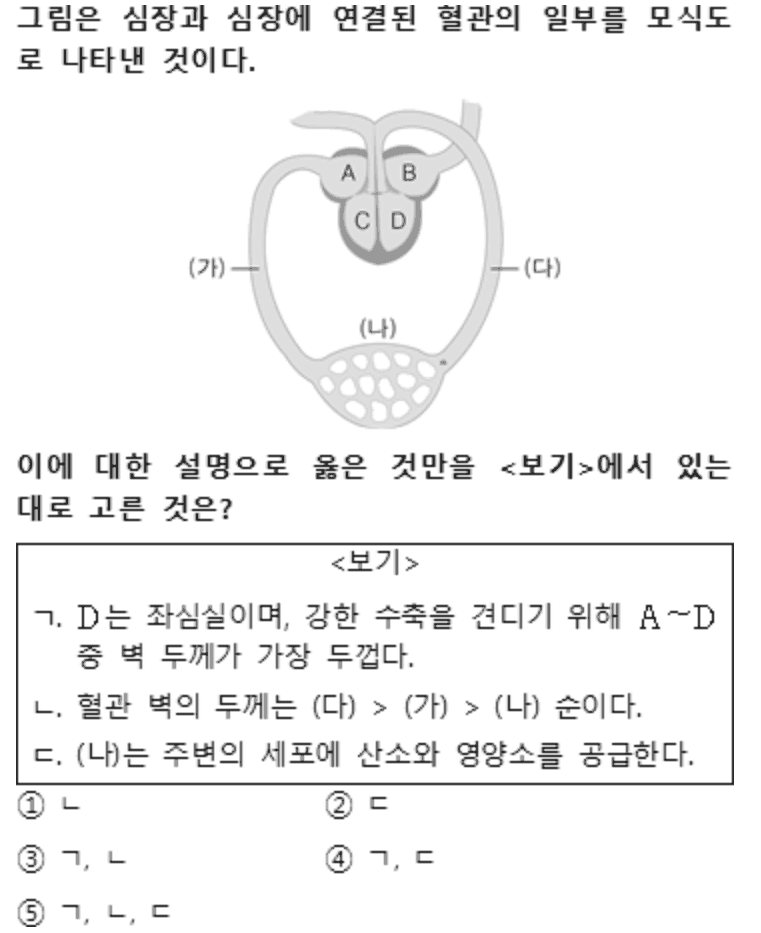 그림은 심장과 심장에 연결된 혈관의 일부를 모식도
로 나타낸 것이다.
A B
C D
(가) (다)
(나)
*
이에 대한 설명으로 옳은 것만을 <보기>에서 있는
대로 고른 것은?
<보기>
ㄱ. D는 좌심실이며, 강한 수축을 견디기 위해 A~D
중 벽 두께가 가장 두껍다.
ㄴ. 혈관 벽의 두께는 (다) > (가) > (나) 순이다.
ㄷ. (나)는 주변의 세포에 산소와 영양소를 공급한다.
① ㄴ ② ㄷ
③ ㄱ, ㄴ ④ ㄱ, ㄷ
⑤ ㄱ, ㄴ, ㄷ